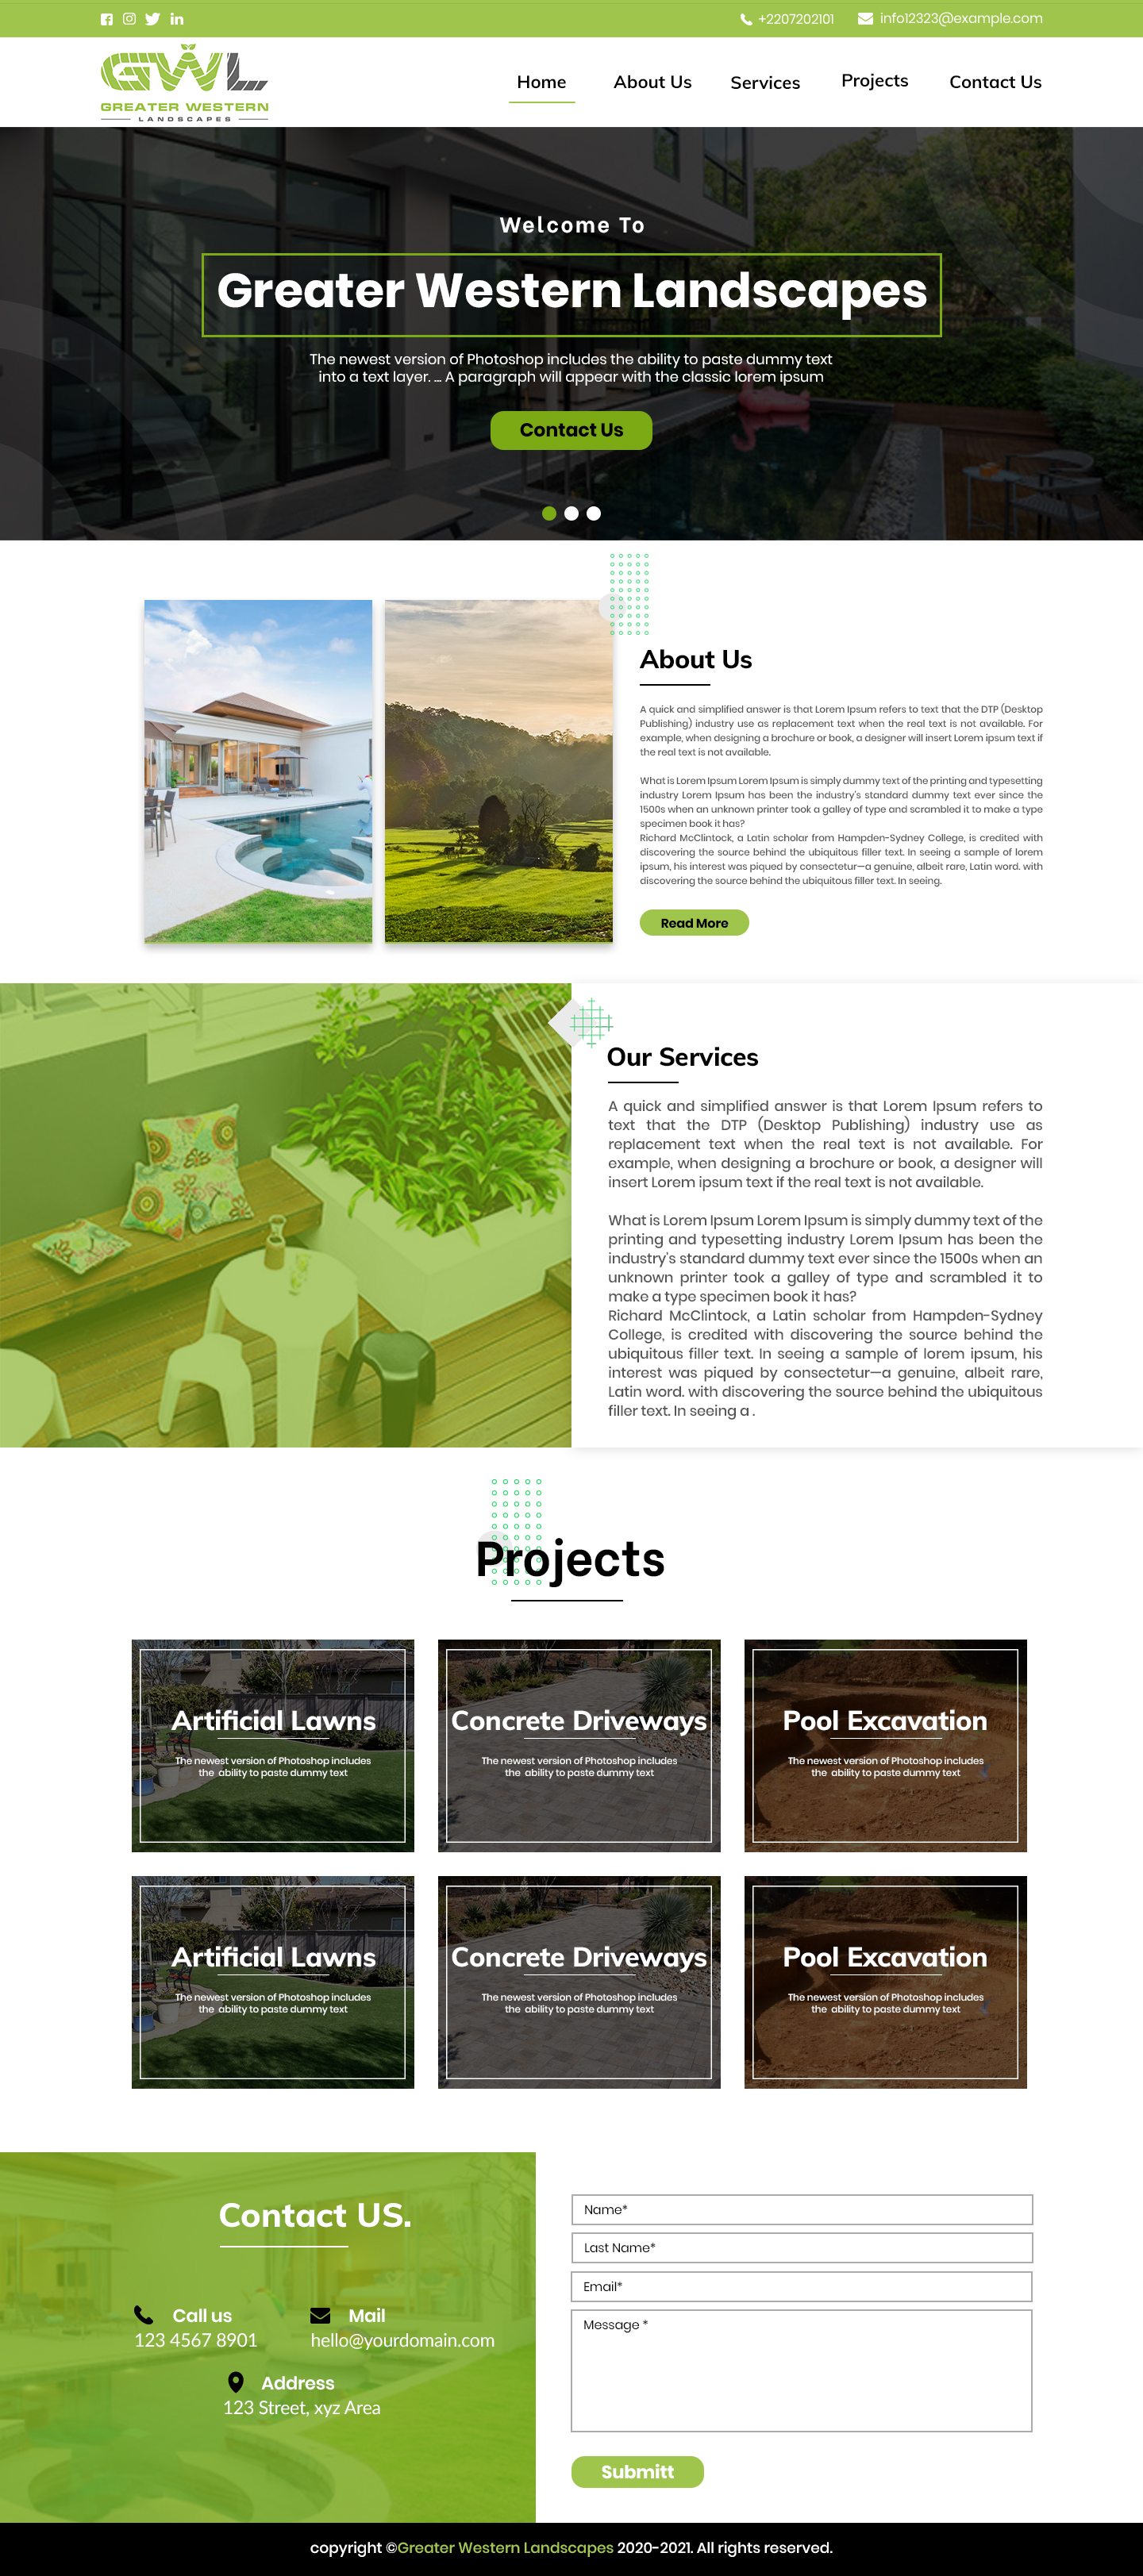 +2207202101
info12323@example.com
GWL
GREATER WESTERN
LANDSCAPES
Home
About Us
Services
Projects
Contact Us
Welcome To
Greater Western Landscapes
The newest version of Photoshop includes the ability to paste dummy text
into a text layer. ... A paragraph will appear with the classic lorem ipsum
Contact Us
About Us
A quick and simplified answer is that Lorem Ipsum refers to text that the DTP (Desktop
Publishing) industry use as replacement text when the real text is not available. For
example, when designing a brochure or book, a designer will insert Lorem ipsum text if
the real text is not available.
What is Lorem Ipsum Lorem Ipsum is simply dummy text of the printing and typesetting
industry Lorem Ipsum has been the industry's standard dummy text ever since the
1500s when an unknown printer took a galley of type and scrambled it to make a type
specimen book it has?
Richard McClintock, a Latin scholar from Hampden-Sydney College, is credited with
discovering the source behind the ubiquitous filler text. In seeing a sample of lorem
ipsum, his interest was piqued by consectetur—a genuine, albeit rare, Latin word. with
discovering the source behind the ubiquitous filler text. In seeing.
Read More
Our Services
A quick and simplified answer is that Lorem Ipsum refers to
text that the DTP (Desktop Publishing) industry use as
replacement text when the real text is not available. For
example, when designing a brochure or book, a designer will
insert Lorem ipsum text if the real text is not available.
What is Lorem Ipsum Lorem Ipsum is simply dummy text of the
printing and typesetting industry Lorem Ipsum has been the
industry's standard dummy text ever since the 1500s when an
unknown printer took a galley of type and scrambled it to
make a type specimen book it has?
Richard McClintock, a Latin scholar from Hampden-Sydney
College, is credited with discovering the source behind the
ubiquitous filler text. In seeing a sample of lorem ipsum, his
interest was piqued by consectetur—a genuine, albeit rare,
Latin word. with discovering the source behind the ubiquitous
filler text. In seeing a .
Projects
Artificial Lawns
The newest version of Photoshop includes
the ability to paste dummy text
Concrete Driveways
The newest version of Photoshop includes
the ability to paste dummy text
Pool Excavation
The newest version of Photoshop includes
the ability to paste dummy text
Artificial Lawns
The newest version of Photoshop includes
the ability to paste dummy text
Concrete Driveways
The newest version of Photoshop includes
the ability to paste dummy text
Pool Excavation
The newest version of Photoshop includes
the ability to paste dummy text
Contact US.
Call us
123 4567 8901
Mail
hello@yourdomain.com
Address
123 Street, xyz Area
Name*
Last Name*
Email*
Message *
Submitt
copyright ©Greater Western Landscapes 2020-2021. All rights reserved.